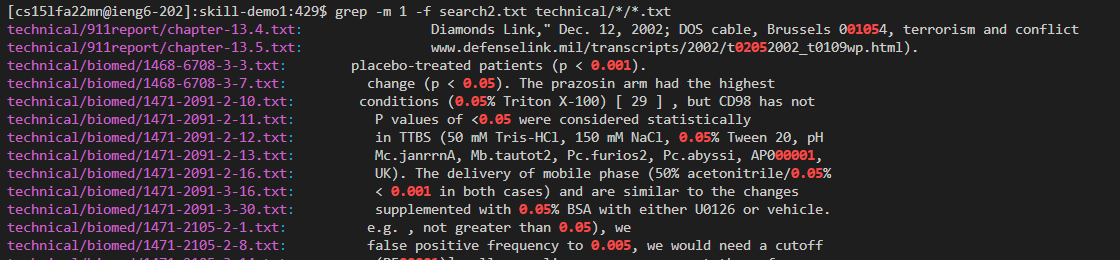 [cs15lfa22mn@ieng6-202]:skill-demo1:429$ grep -m 1 -f search2.txt technical/*/*.txt
technical/911report/chapter-13.4.txt: Diamonds Link," Dec. 12, 2002; DOS cable, Brussels 001054, terrorism and conflict
technical/911report/chapter-13.5.txt: www.defenselink.mil/transcripts/2002/t02052002_t0109wp.html).
technical/biomed/1468-6708-3-3.txt: placebo-treated patients (p < 0.001).
technical/biomed/1468-6708-3-7.txt: change (p < 0.05). The prazosin arm had the highest
technical/biomed/1471-2091-2-10.txt: conditions (0.05% Triton X-100) [ 29 ] , but CD98 has not
technical/biomed/1471-2091-2-11.txt: P values of <0.05 were considered statistically
technical/biomed/1471-2091-2-12.txt: in TTBS (50 mM Tris-HCl, 150 mM NaCl, 0.05% Tween 20, pH
technical/biomed/1471-2091-2-13.txt: Mc.janrrnA, Mb.tautot2, Pc.furios2, Pc.abyssi, AP000001,
technical/biomed/1471-2091-2-16.txt: UK). The delivery of mobile phase (50% acetonitrile/0.05%
technical/biomed/1471-2091-3-16.txt: < 0.001 in both cases) and are similar to the changes
technical/biomed/1471-2091-3-30.txt: supplemented with 0.05% BSA with either U0126 or vehicle.
technical/biomed/1471-2105-2-1.txt: e.g. , not greater than 0.05), we
technical/biomed/1471-2105-2-8.txt: false positive frequency to 0.005, we would need a cutoff